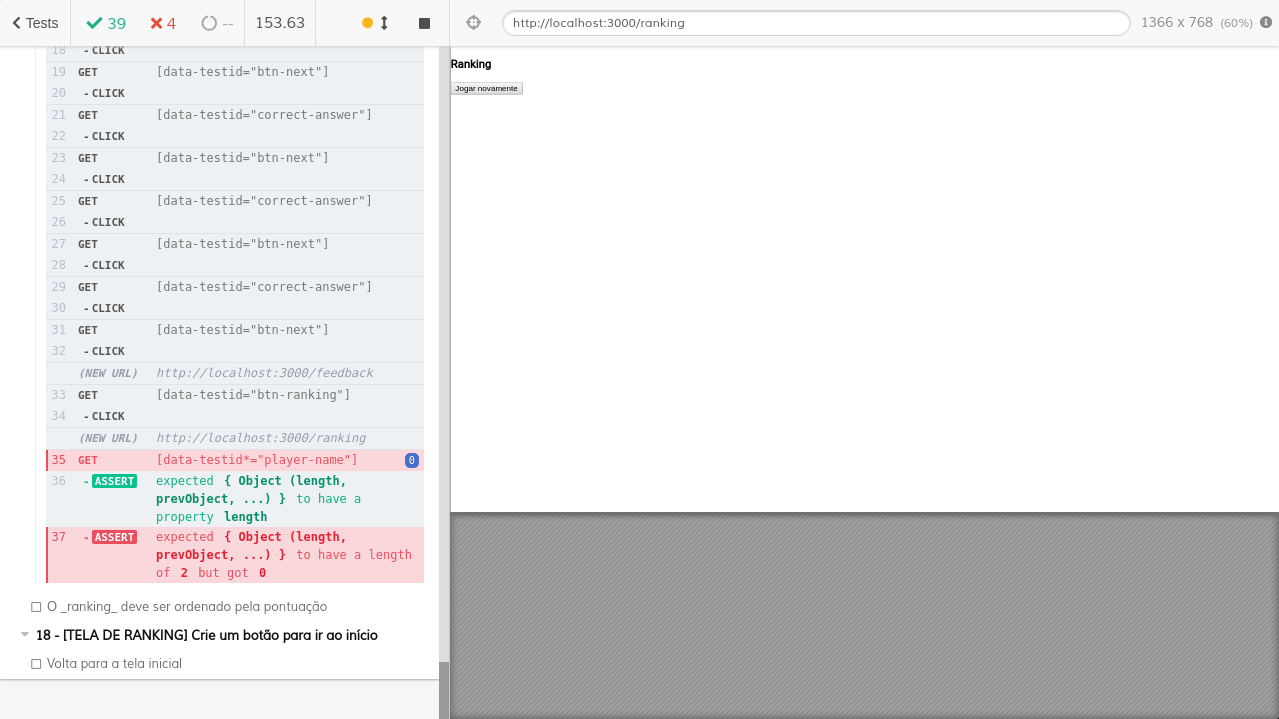 Tests 39 4 -- 153.63
http://localhost:3000/ranking 1366 x 768 (60%)
18 - CLICK
19 GET [data-testid="btn-next"]
20 - CLICK
21 GET [data-testid="correct-answer"]
22 - CLICK
23 GET [data-testid="btn-next"]
24 - CLICK
25 GET [data-testid="correct-answer"]
26 - CLICK
27 GET [data-testid="btn-next"]
28 - CLICK
29 GET [data-testid="correct-answer"]
30 - CLICK
31 GET [data-testid="btn-next"]
32 - CLICK
(NEW URL) http://localhost:3000/feedback
33 GET [data-testid="btn-ranking"]
34 - CLICK
(NEW URL) http://localhost:3000/ranking
35 GET [data-testid*="player-name"] 0
36 - ASSERT expected { Object (length,
prevObject, ...) } to have a
property length
37 - ASSERT expected { Object (length,
prevObject, ...) } to have a length
of 2 but got 0
O _ranking_ deve ser ordenado pela pontuação
18 - [TELA DE RANKING] Crie um botão para ir ao início
Volta para a tela inicial
Ranking
Jogar novamente